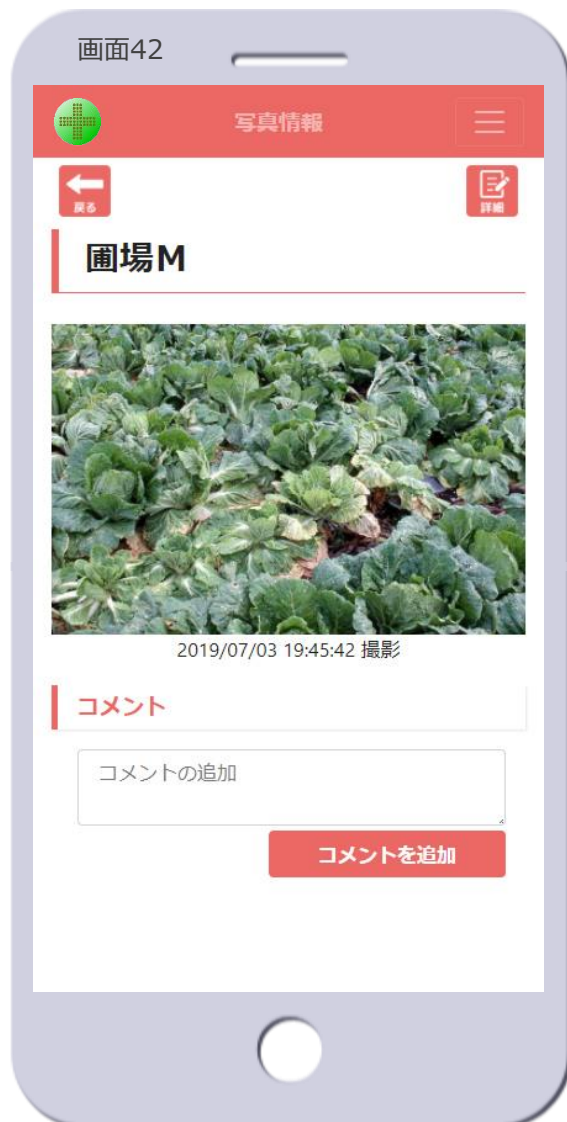 画面42
写真情報
戻る
詳細
圃場M
2019/07/03 19:45:42 撮影
コメント
コメントの追加
コメントを追加